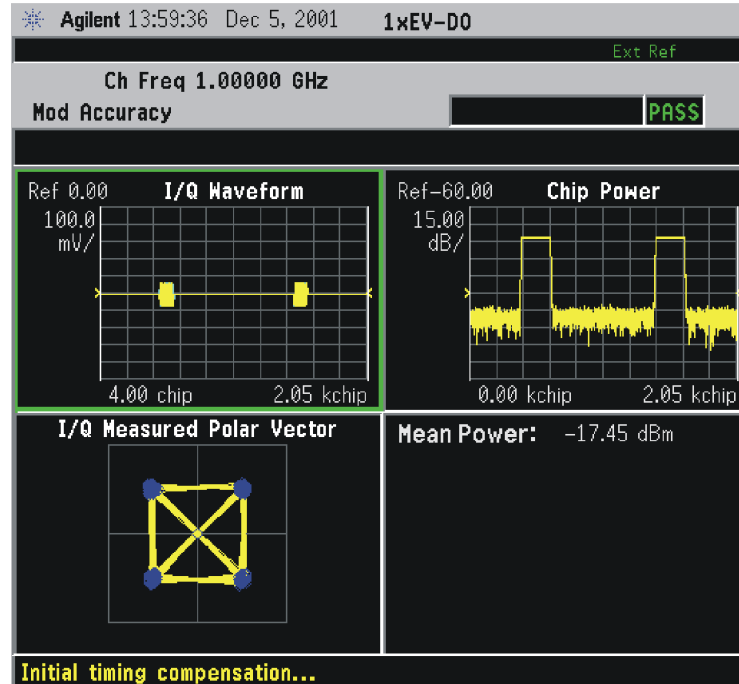 Agilent 13:59:36 Dec 5, 2001 1xEV-DO
Ext Ref
Ch Freq 1.00000 GHz
Mod Accuracy PASS
Ref 0.00 I/Q Waveform
100.0
mV/
4.00 chip 2.05 kchip
Ref-60.00 Chip Power
15.00
dB/
0.00 kchip 2.05 kchip
I/Q Measured Polar Vector
Mean Power: -17.45 dBm
Initial timing compensation...